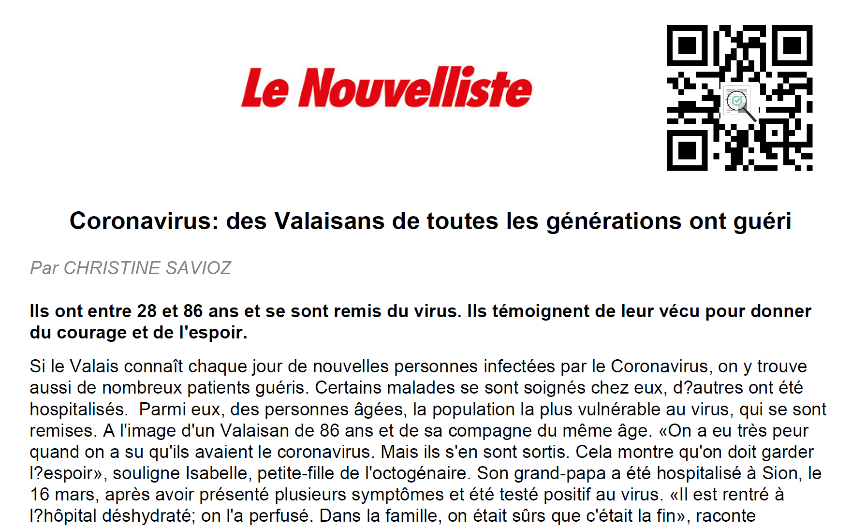 Le Nouvelliste
Coronavirus: des Valaisans de toutes les générations ont guéri
Par CHRISTINE SAVIOZ
Ils ont entre 28 et 86 ans et se sont remis du virus. Ils témoignent de leur vécu pour donner
du courage et de l'espoir.
Si le Valais connaît chaque jour de nouvelles personnes infectées par le Coronavirus, on y trouve
aussi de nombreux patients guéris. Certains malades se sont soignés chez eux, d?autres ont été
hospitalisés.  Parmi eux, des personnes âgées, la population la plus vulnérable au virus, qui se sont
remises. A l'image d'un Valaisan de 86 ans et de sa compagne du même âge. «On a eu très peur
quand on a su qu'ils avaient le coronavirus. Mais ils s'en sont sortis. Cela montre qu'on doit garder
l?espoir», souligne Isabelle, petite-fille de l'octogénaire. Son grand-papa a été hospitalisé à Sion, le
16 mars, après avoir présenté plusieurs symptômes et été testé positif au virus. «Il est rentré à
l?hôpital déshydraté; on l'a perfusé. Dans la famille, on était sûrs que c'était la fin», raconte